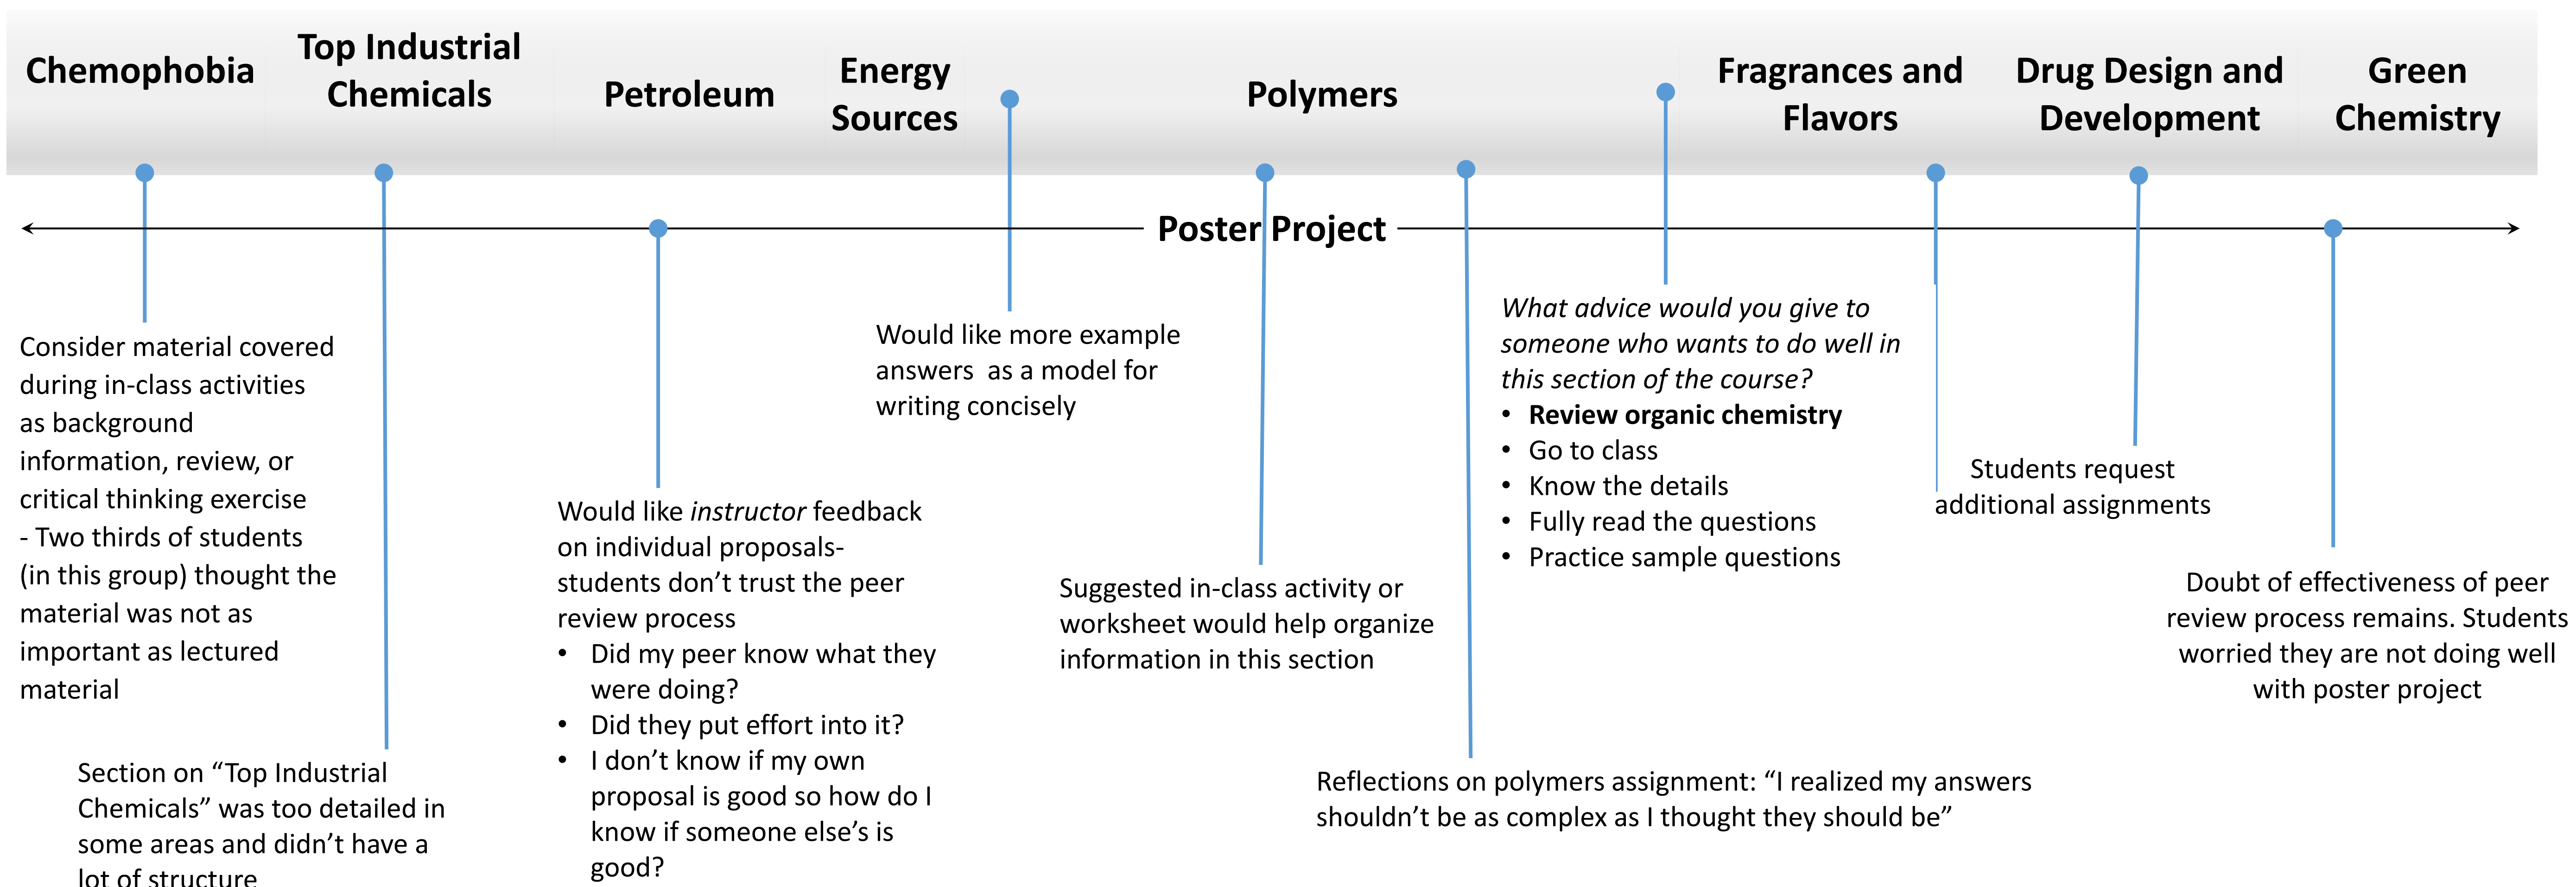 Chemophobia
Top Industrial
Chemicals
Petroleum
Energy
Sources
Polymers
Fragrances and
Flavors
Drug Design and
Development
Green
Chemistry
Poster Project
Consider material covered
during in-class activities
as background
information, review, or
critical thinking exercise
- Two thirds of students
(in this group) thought the
material was not as
important as lectured
material
Section on “Top Industrial
Chemicals” was too detailed in
some areas and didn’t have a
lot of structure
Would like instructor feedback
on individual proposals-
students don’t trust the peer
review process
• Did my peer know what they
were doing?
• Did they put effort into it?
• I don’t know if my own
proposal is good so how do I
know if someone else’s is
good?
Would like more example
answers  as a model for
writing concisely
Suggested in-class activity or
worksheet would help organize
information in this section
Reflections on polymers assignment: “I realized my answers
shouldn’t be as complex as I thought they should be”
What advice would you give to
someone who wants to do well in
this section of the course?
• Review organic chemistry
• Go to class
• Know the details
• Fully read the questions
• Practice sample questions
Students request
additional assignments
Doubt of effectiveness of peer
review process remains. Students
worried they are not doing well
with poster project